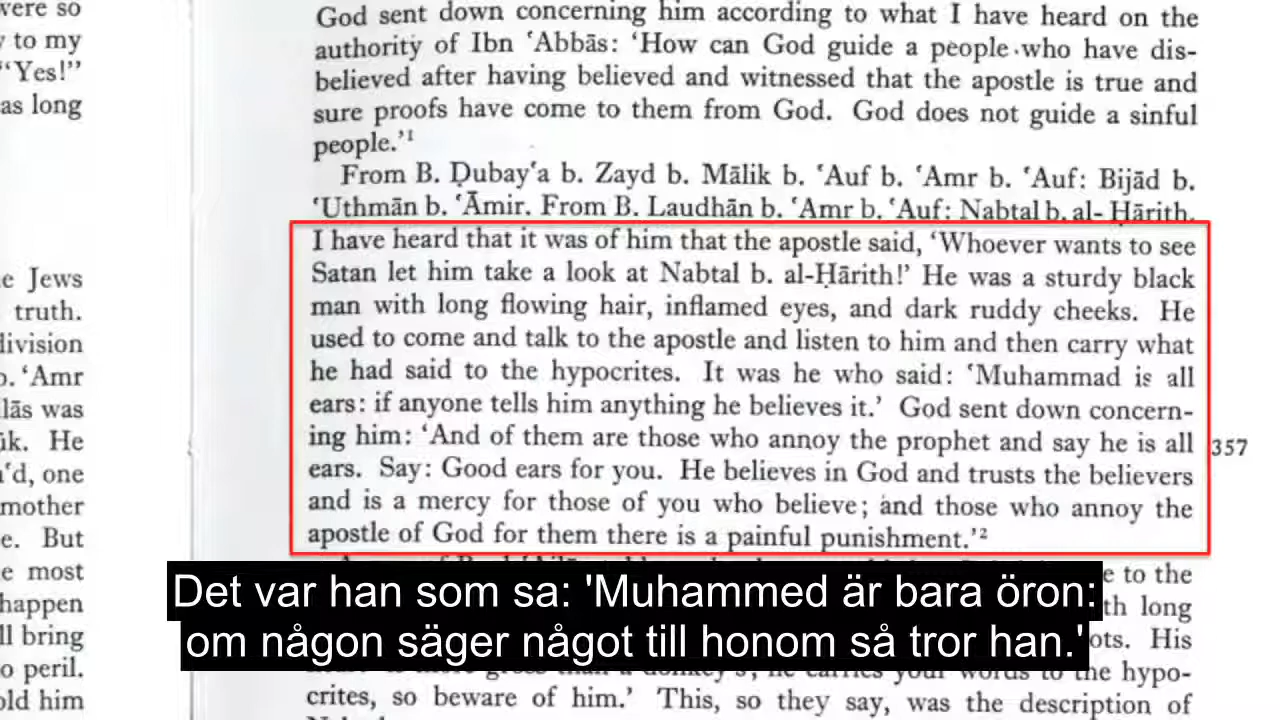 were so
y to my
"Yes!"
as long
e Jews
truth.
division
b. ʿAmr
lās was
ūk. He
aʿd, one
mother
e. But
e most
happen
ll bring
o peril.
old him
God sent down concerning him according to what I have heard on the
authority of Ibn ʿAbbās: ‘How can God guide a people who have dis-
believed after having believed and witnessed that the apostle is true and
sure proofs have come to them from God. God does not guide a sinful
people.’¹
From B. Ḍubayʿa b. Zayd b. Mālik b. ʿAuf b. ʿAmr b. ʿAuf: Bijād b.
ʿUthmān b. ʿĀmir. From B. Laudhān b. ʿAmr b. ʿAuf: Nabtal b. al-Ḥārith.
I have heard that it was of him that the apostle said, ‘Whoever wants to see
Satan let him take a look at Nabtal b. al-Ḥārith!’ He was a sturdy black
man with long flowing hair, inflamed eyes, and dark ruddy cheeks. He
used to come and talk to the apostle and listen to him and then carry what
he had said to the hypocrites. It was he who said: ‘Muhammad is all
ears: if anyone tells him anything he believes it.’ God sent down concern-
ing him: ‘And of them are those who annoy the prophet and say he is all
ears. Say: Good ears for you. He believes in God and trusts the believers
and is a mercy for those of you who believe; and those who annoy the
apostle of God for them there is a painful punishment.’²
357
e to the
th long
ots. His
the hypo-
crites, so beware of him.’ This, so they say, was the description of
Det var han som sa: 'Muhammed är bara öron:
om någon säger något till honom så tror han.'